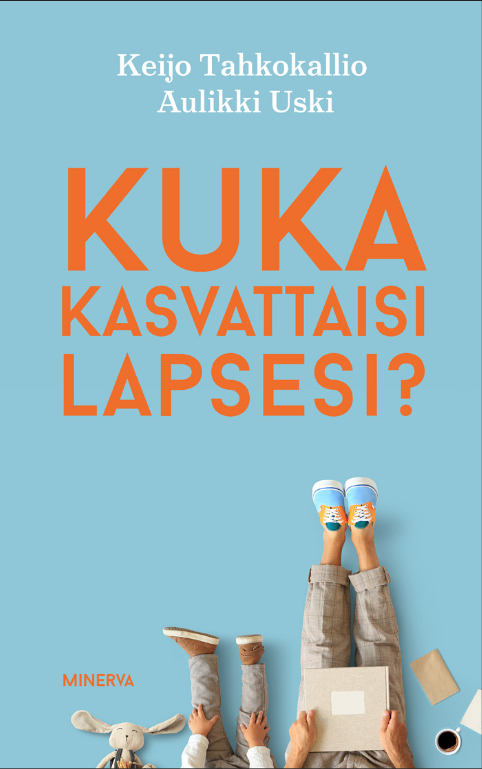 Keijo Tahkokallio
Aulikki Uski
KUKA
KASVATTAISI
LAPSESI?
MINERVA